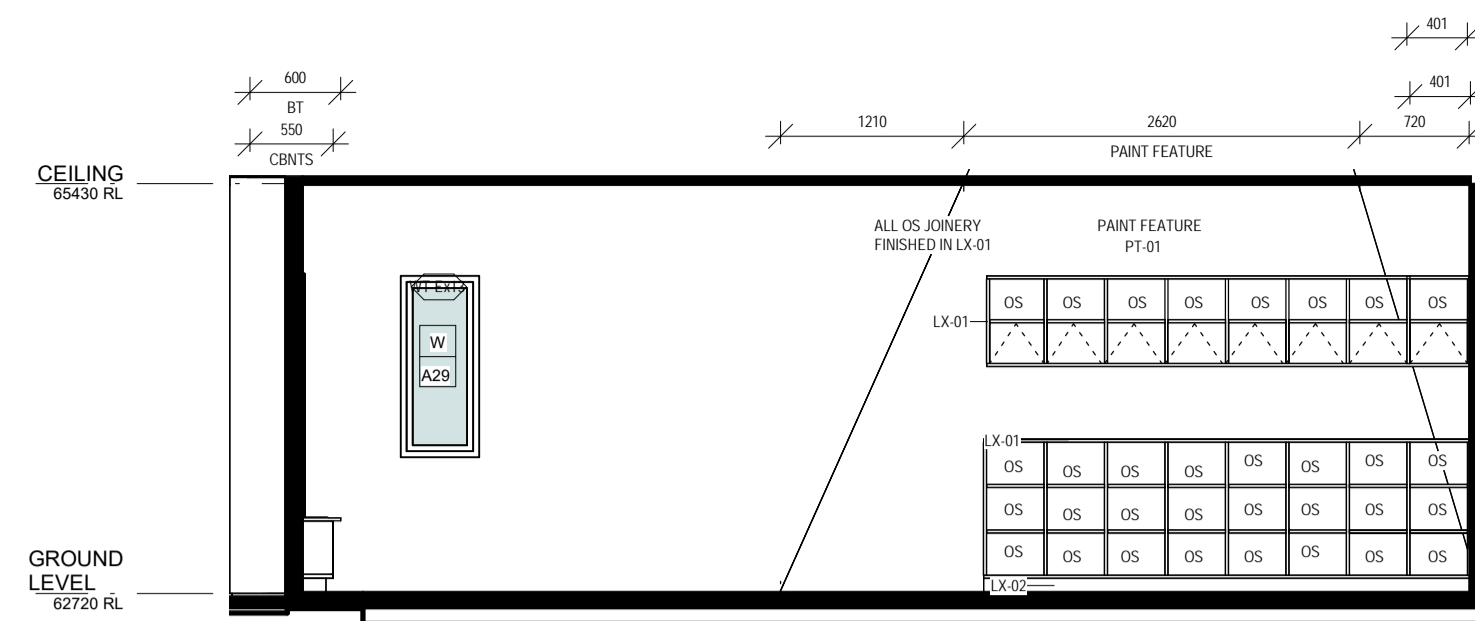 401
600
401
BT
1210
2620
720
550
PAINT FEATURE
CBNTS
CEILING
65430 RL
ALL OS JOINERY
FINISHED IN LX-01
PAINT FEATURE
PT-01
OS OS OS OS OS OS OS OS
LX-01
W
A29
LX-01
OS OS OS OS OS OS OS OS
OS OS OS OS OS OS OS OS
OS OS OS OS OS OS OS OS
GROUND
LEVEL
62720 RL
LX-02